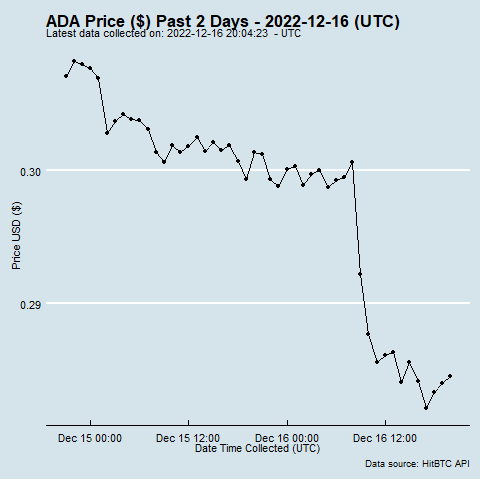 ADA Price ($) Past 2 Days - 2022-12-16 (UTC)
Latest data collected on: 2022-12-16 20:04:23 - UTC
0.30
Price USD ($)
0.29
Dec 15 00:00 Dec 15 12:00 Dec 16 00:00 Dec 16 12:00
Date Time Collected (UTC)
Data source: HitBTC API